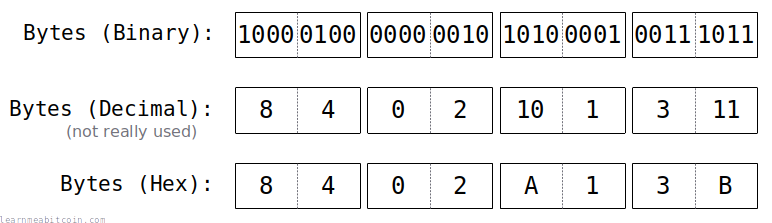 Bytes (Binary): 1000 0100 0000 0010 1010 0001 0011 1011
Bytes (Decimal): 8 4 0 2 10 1 3 11
(not really used)
Bytes (Hex): 8 4 0 2 A 1 3 B
learnmeabitcoin.com